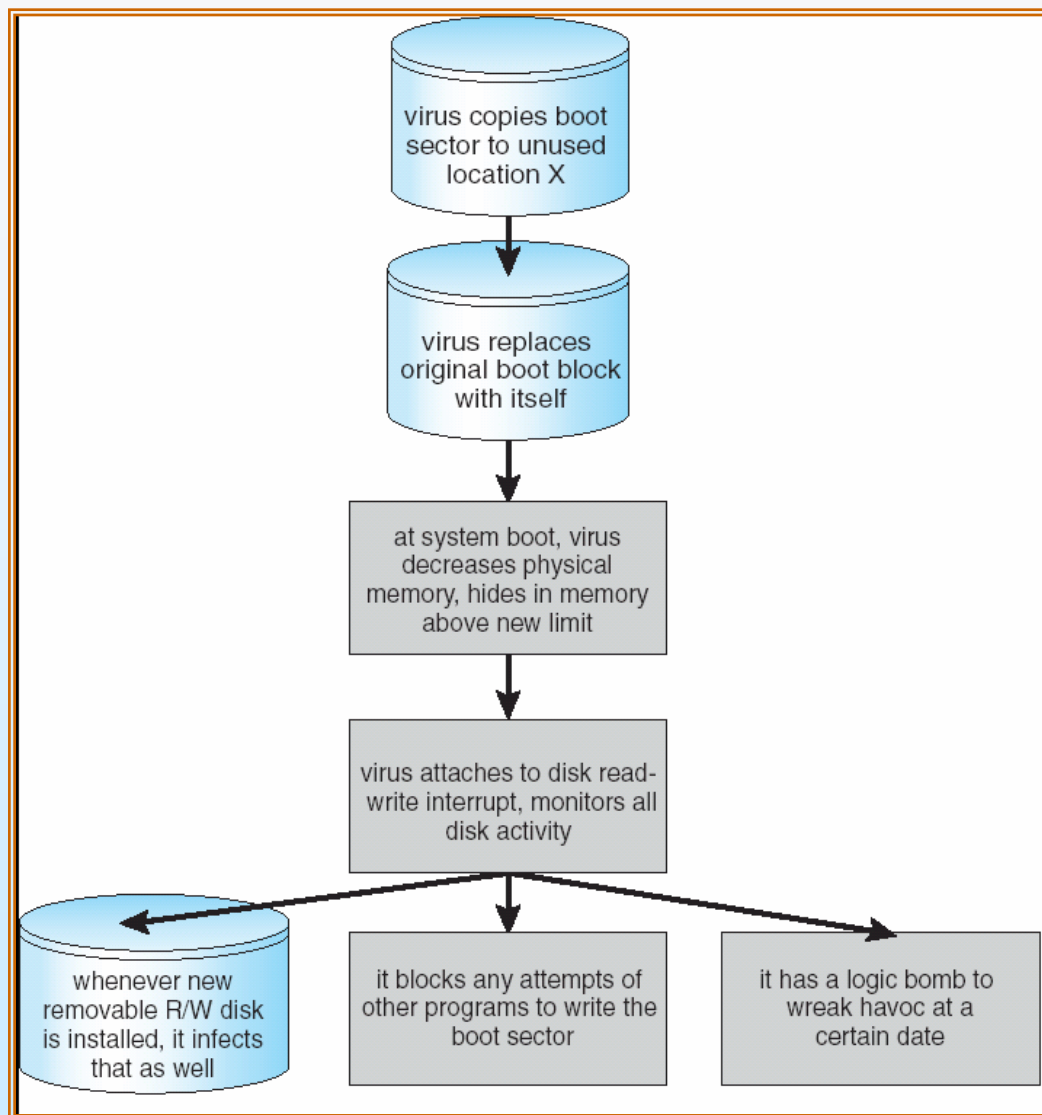 virus copies boot
sector to unused
location X
virus replaces
original boot block
with itself
at system boot, virus
decreases physical
memory, hides in memory
above new limit
virus attaches to disk read-
write interrupt, monitors all
disk activity
whenever new
removable R/W disk
is installed, it infects
that as well
it blocks any attempts of
other programs to write the
boot sector
it has a logic bomb to
wreak havoc at a
certain date